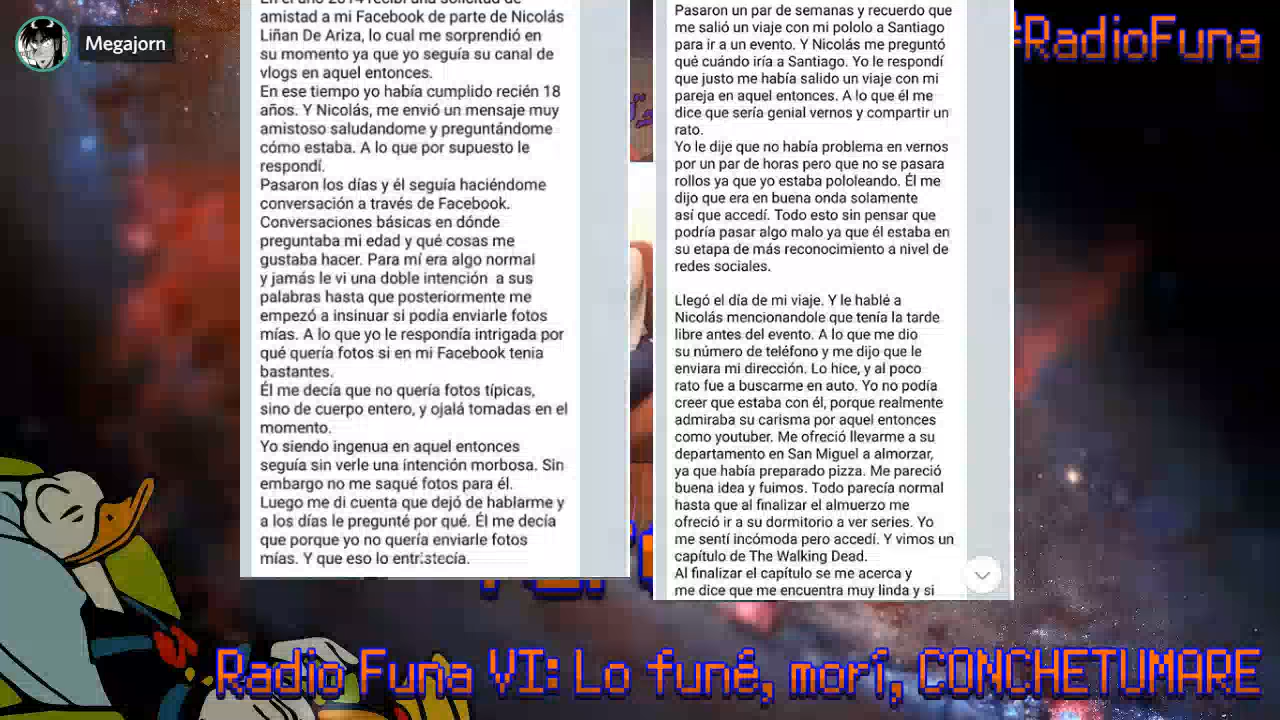 Megajorn
En el año 2014 recibí una solicitud de
amistad a mi Facebook de parte de Nicolás
Liñan De Ariza, lo cual me sorprendió en
su momento ya que yo seguía su canal de
vlogs en aquel entonces.
En ese tiempo yo había cumplido recién 18
años. Y Nicolás, me envió un mensaje muy
amistoso saludandome y preguntándome
cómo estaba. A lo que por supuesto le
respondí.
Pasaron los días y él seguía haciéndome
conversación a través de Facebook.
Conversaciones básicas en dónde
preguntaba mi edad y qué cosas me
gustaba hacer. Para mí era algo normal
y jamás le vi una doble intención a sus
palabras hasta que posteriormente me
empezó a insinuar si podía enviarle fotos
mías. A lo que yo le respondía intrigada por
qué quería fotos si en mi Facebook tenia
bastantes.
Él me decía que no quería fotos típicas,
sino de cuerpo entero, y ojalá tomadas en el
momento.
Yo siendo ingenua en aquel entonces
seguía sin verle una intención morbosa. Sin
embargo no me saqué fotos para él.
Luego me di cuenta que dejó de hablarme y
a los días le pregunté por qué. Él me decía
que porque yo no quería enviarle fotos
mías. Y que eso lo entristecía.
Pasaron un par de semanas y recuerdo que
me salió un viaje con mi pololo a Santiago
para ir a un evento. Y Nicolás me preguntó
qué cuándo iría a Santiago. Yo le respondí
que justo me había salido un viaje con mi
pareja en aquel entonces. A lo que él me
dice que sería genial vernos y compartir un
rato.
Yo le dije que no había problema en vernos
por un par de horas pero que no se pasara
rollos ya que yo estaba pololeando. Él me
dijo que era en buena onda solamente
así que accedí. Todo esto sin pensar que
podría pasar algo malo ya que él estaba en
su etapa de más reconocimiento a nivel de
redes sociales.
Llegó el día de mi viaje. Y le hablé a
Nicolás mencionandole que tenía la tarde
libre antes del evento. A lo que me dio
su número de teléfono y me dijo que le
enviara mi dirección. Lo hice, y al poco
rato fue a buscarme en auto. Yo no podía
creer que estaba con él, porque realmente
admiraba su carisma por aquel entonces
como youtuber. Me ofreció llevarme a su
departamento en San Miguel a almorzar,
ya que había preparado pizza. Me pareció
buena idea y fuimos. Todo parecía normal
hasta que al finalizar el almuerzo me
ofreció ir a su dormitorio a ver series. Yo
me sentí incómoda pero accedí. Y vimos un
capítulo de The Walking Dead.
Al finalizar el capítulo se me acerca y
me dice que me encuentra muy linda y si
#RadioFuna
Radio Funa VI: Lo funé, morí, CONCHETUMARE